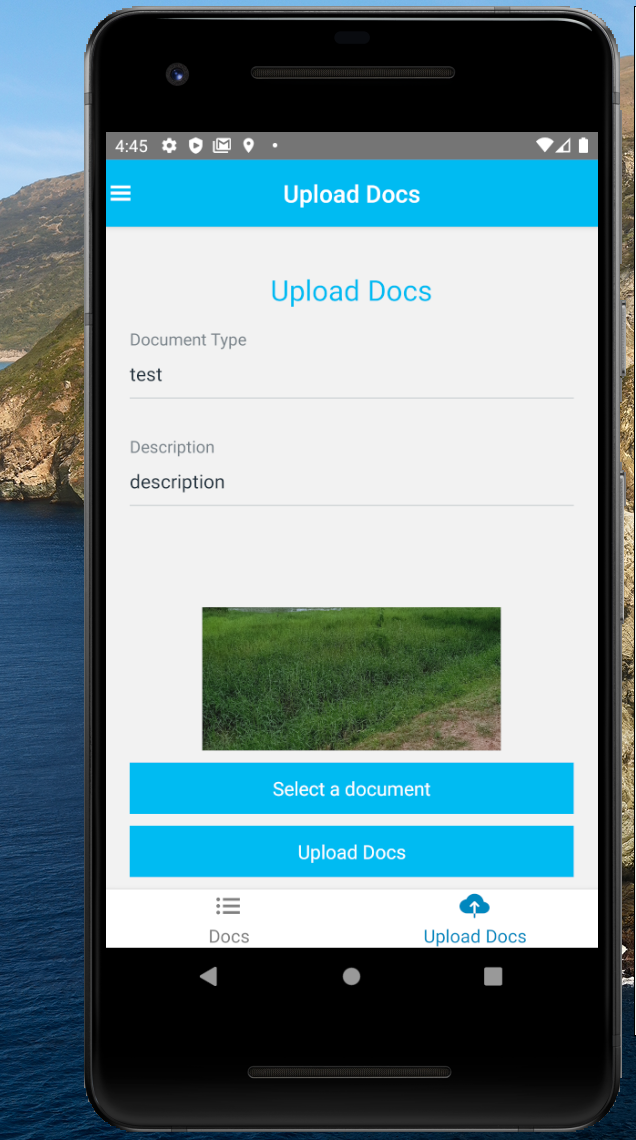 4:45
Upload Docs
Upload Docs
Document Type
test
Description
description
Select a document
Upload Docs
Docs
Upload Docs